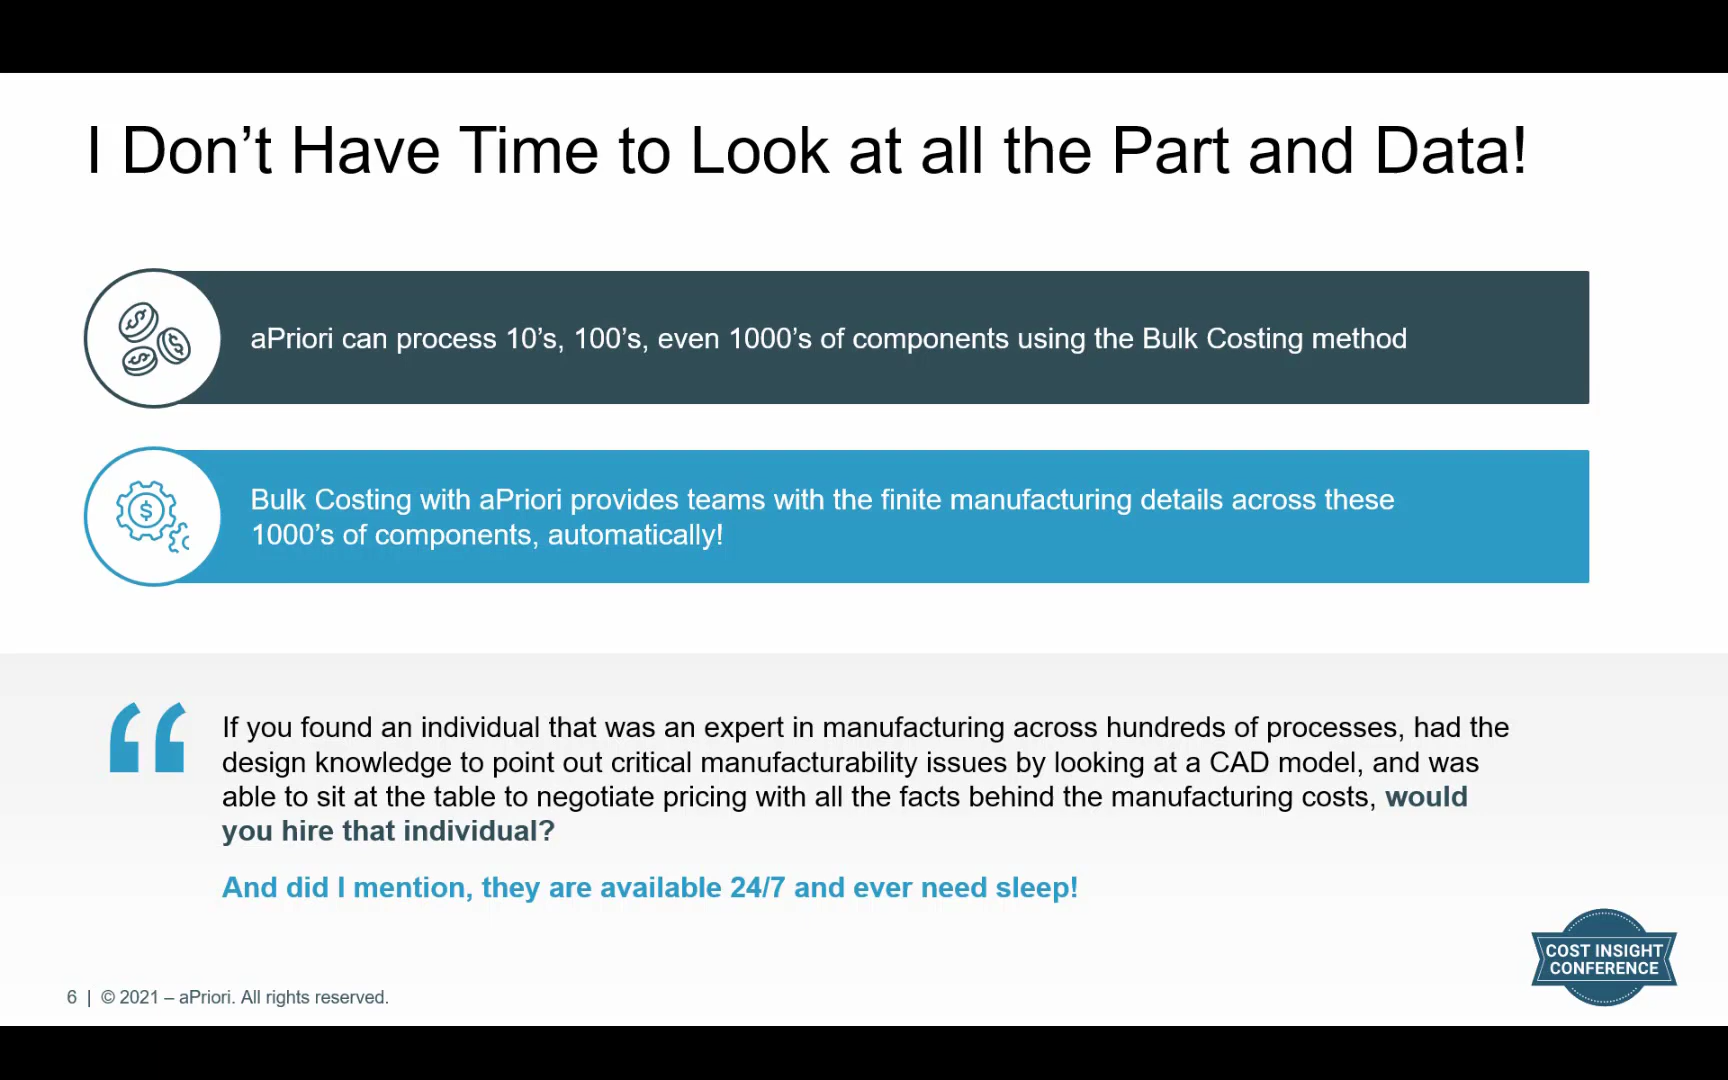 I Don’t Have Time to Look at all the Part and Data!
aPriori can process 10’s, 100’s, even 1000’s of components using the Bulk Costing method
Bulk Costing with aPriori provides teams with the finite manufacturing details across these
1000’s of components, automatically!
If you found an individual that was an expert in manufacturing across hundreds of processes, had the
design knowledge to point out critical manufacturability issues by looking at a CAD model, and was
able to sit at the table to negotiate pricing with all the facts behind the manufacturing costs, would
you hire that individual?
And did I mention, they are available 24/7 and ever need sleep!
COST INSIGHT
CONFERENCE
6 | © 2021 – aPriori. All rights reserved.